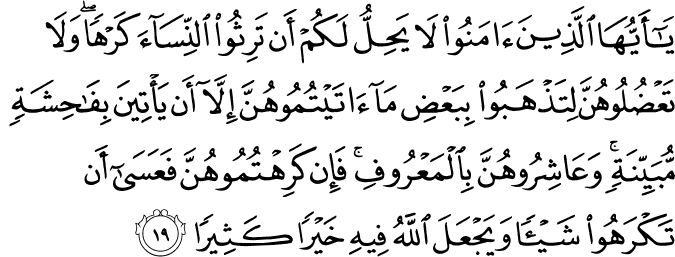 يَـٰٓأَيُّهَا ٱلَّذِينَ ءَامَنُوا۟ لَا يَحِلُّ لَكُمْ أَن تَرِثُوا۟ ٱلنِّسَآءَ كَرْهًا ۖ وَلَا
تَعْضُلُوهُنَّ لِتَذْهَبُوا۟ بِبَعْضِ مَآ ءَاتَيْتُمُوهُنَّ إِلَّآ أَن يَأْتِينَ بِفَـٰحِشَةٍ
مُّبَيِّنَةٍ ۚ وَعَاشِرُوهُنَّ بِٱلْمَعْرُوفِ ۚ فَإِن كَرِهْتُمُوهُنَّ فَعَسَىٰٓ أَن
تَكْرَهُوا۟ شَيْـًٔا وَيَجْعَلَ ٱللَّهُ فِيهِ خَيْرًا كَثِيرًا ١٩